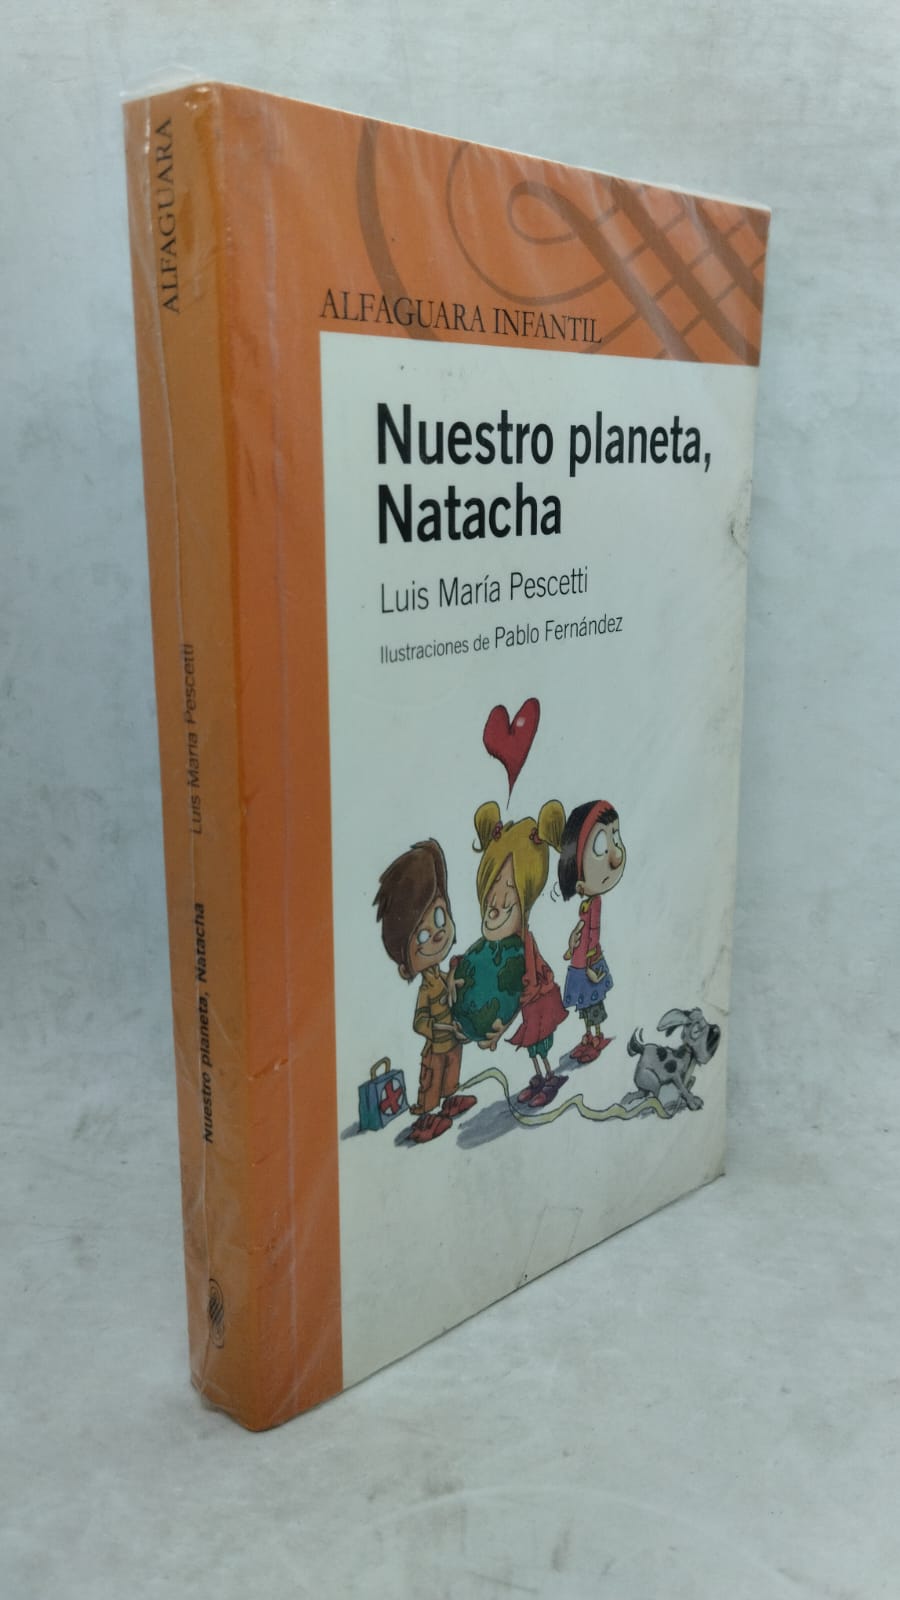 ALFAGUARA
Luis María Pescetti
Nuestro planeta, Natacha
ALFAGUARA INFANTIL
Nuestro planeta,
Natacha
Luis María Pescetti
Ilustraciones de Pablo Fernández